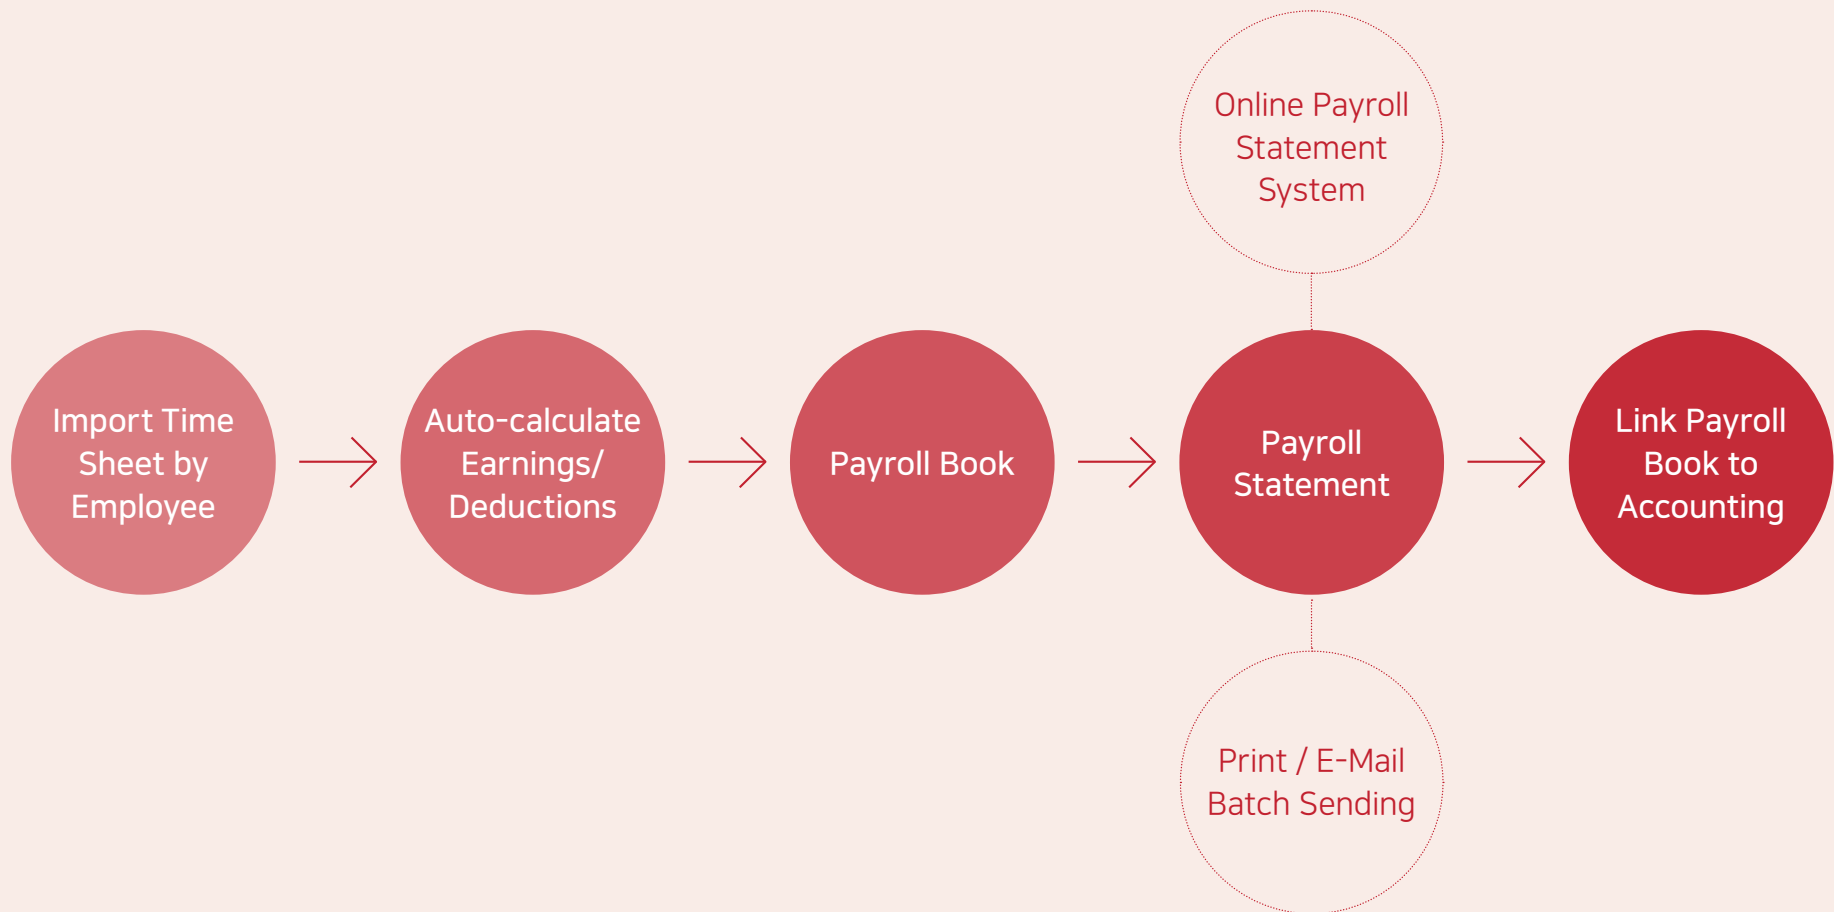 Online Payroll
Statement
System
Import Time
Sheet by
Employee
Auto-calculate
Earnings/
Deductions
Payroll Book
Payroll
Statement
Link Payroll
Book to
Accounting
Print / E-Mail
Batch Sending